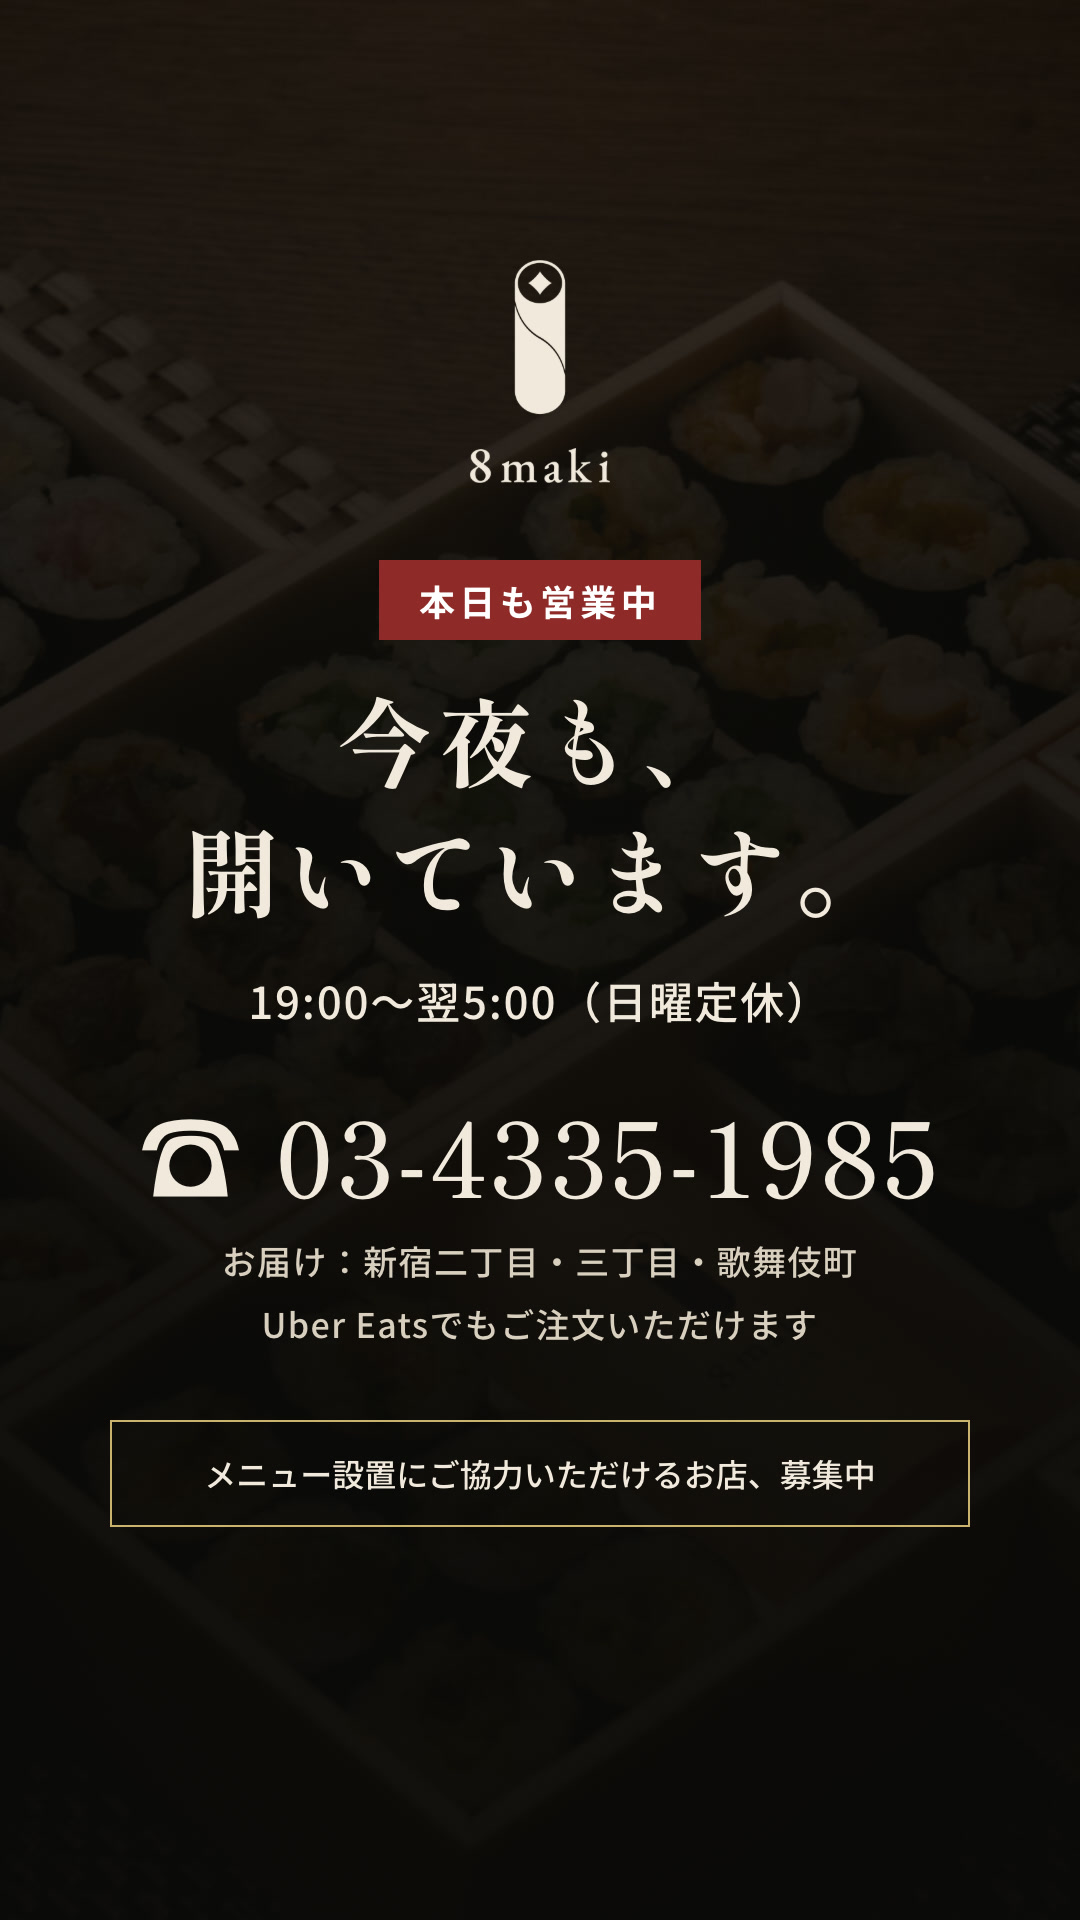 8maki
本日も営業中
今夜も、
開いています。
19:00〜翌5:00（日曜定休）
☎ 03-4335-1985
お届け：新宿二丁目・三丁目・歌舞伎町
Uber Eatsでもご注文いただけます
メニュー設置にご協力いただけるお店、募集中